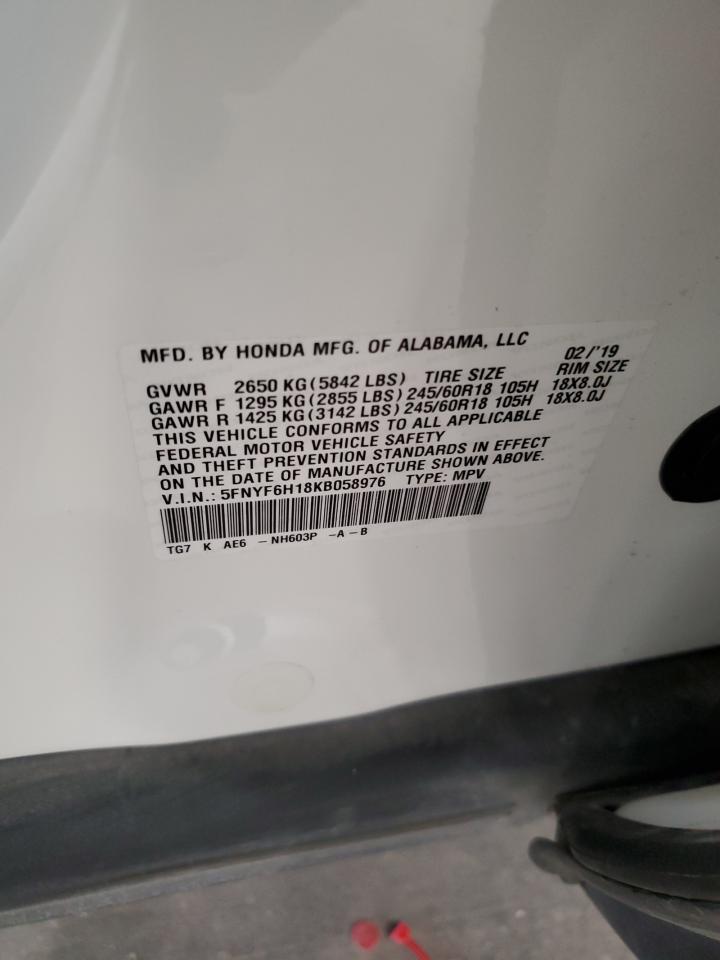 MFD. BY HONDA MFG. OF ALABAMA, LLC 02/'19
GVWR 2650 KG(5842 LBS) TIRE SIZE RIM SIZE
GAWR F 1295 KG(2855 LBS)245/60R18 105H 18X8.0J
GAWR R 1425 KG(3142 LBS)245/60R18 105H 18X8.0J
THIS VEHICLE CONFORMS TO ALL APPLICABLE
FEDERAL MOTOR VEHICLE SAFETY
AND THEFT PREVENTION STANDARDS IN EFFECT
ON THE DATE OF MANUFACTURE SHOWN ABOVE.
V.I.N.: 5FNYF6H18KB058976 TYPE: MPV
TG7 K AE6 -NH603P -A-B